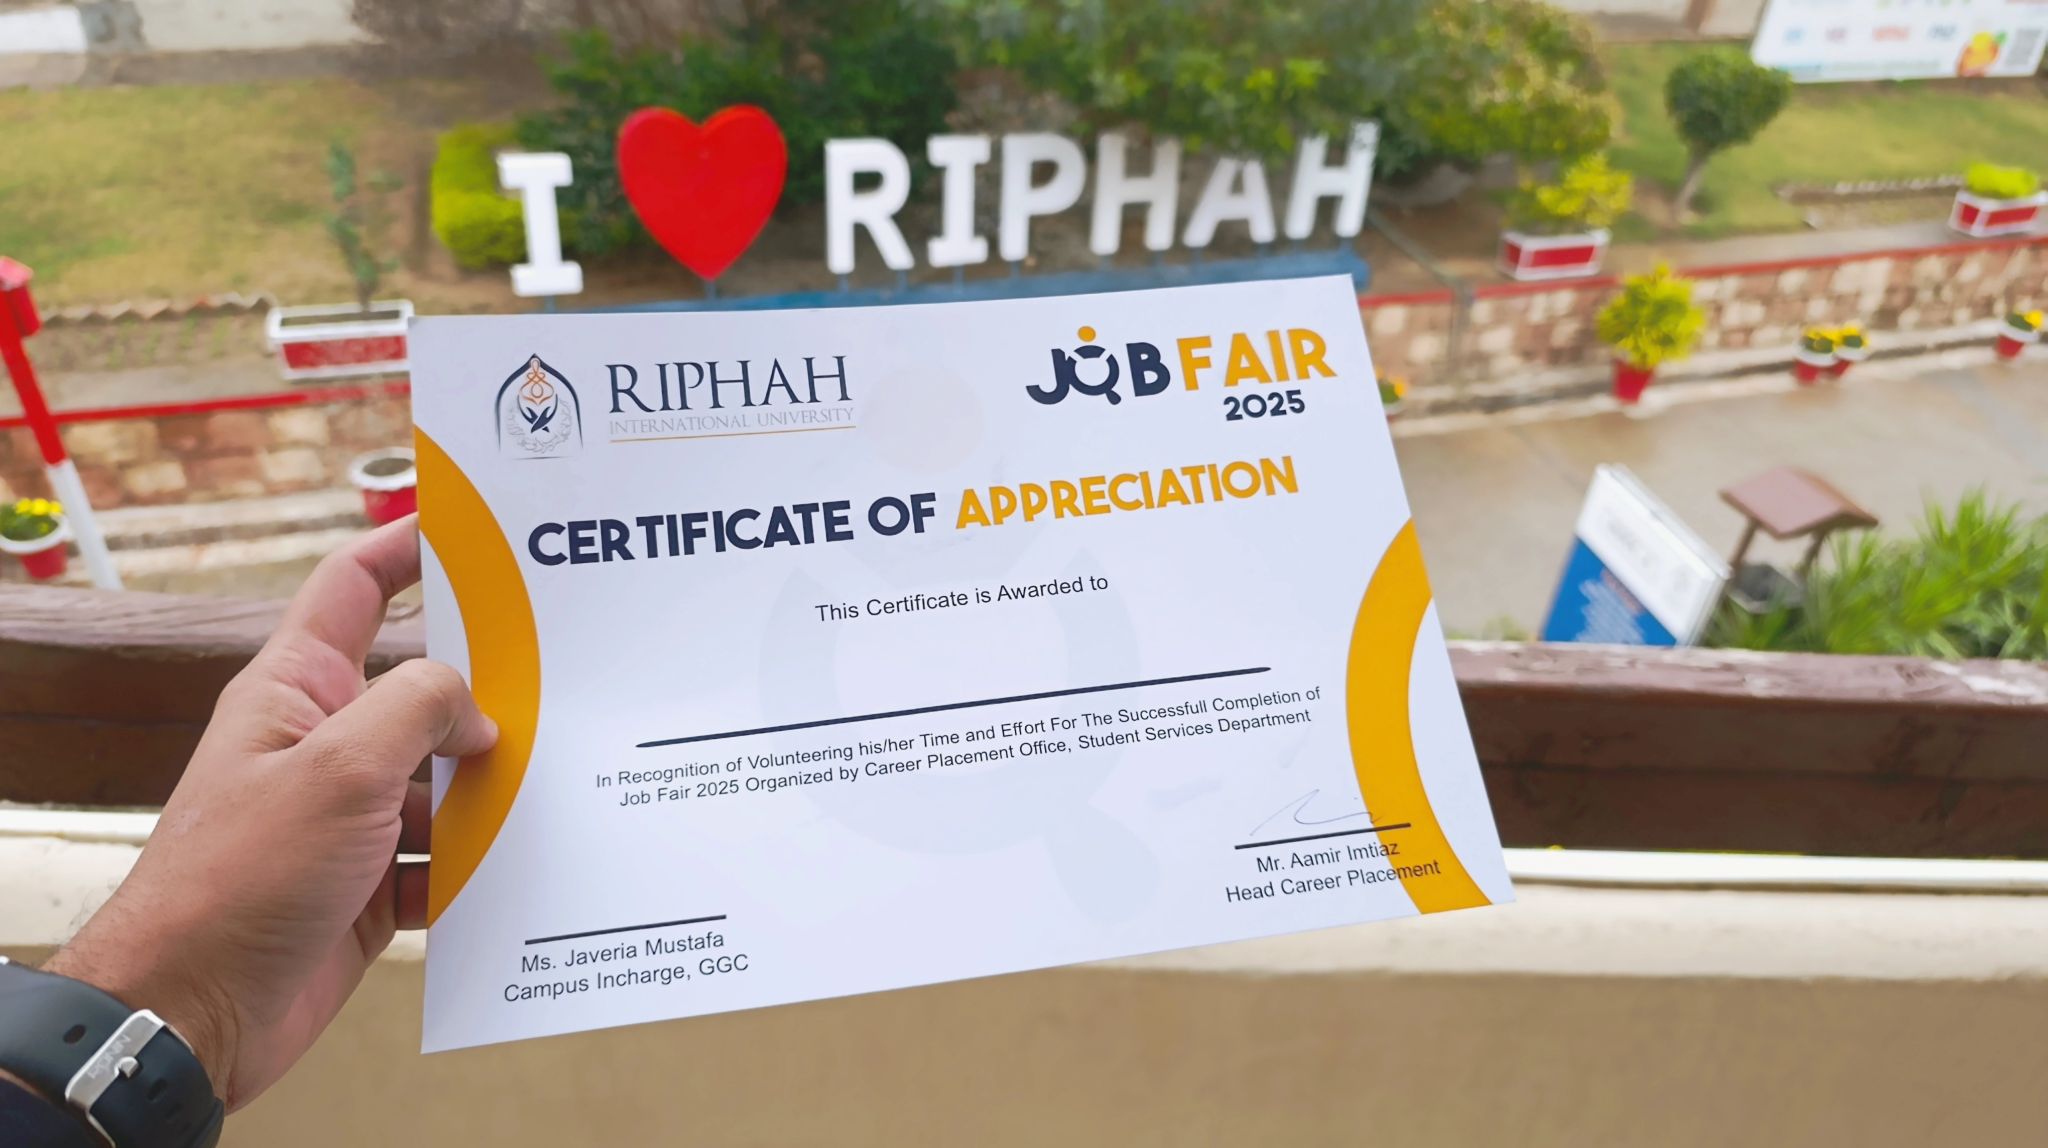 I RIPHAH
RIPHAH
INTERNATIONAL UNIVERSITY
JOB FAIR
2025
CERTIFICATE OF APPRECIATION
This Certificate is Awarded to
In Recognition of Volunteering his/her Time and Effort For The Successfull Completion of
Job Fair 2025 Organized by Career Placement Office, Student Services Department
Mr. Aamir Imtiaz
Head Career Placement
Ms. Javeria Mustafa
Campus Incharge, GGC